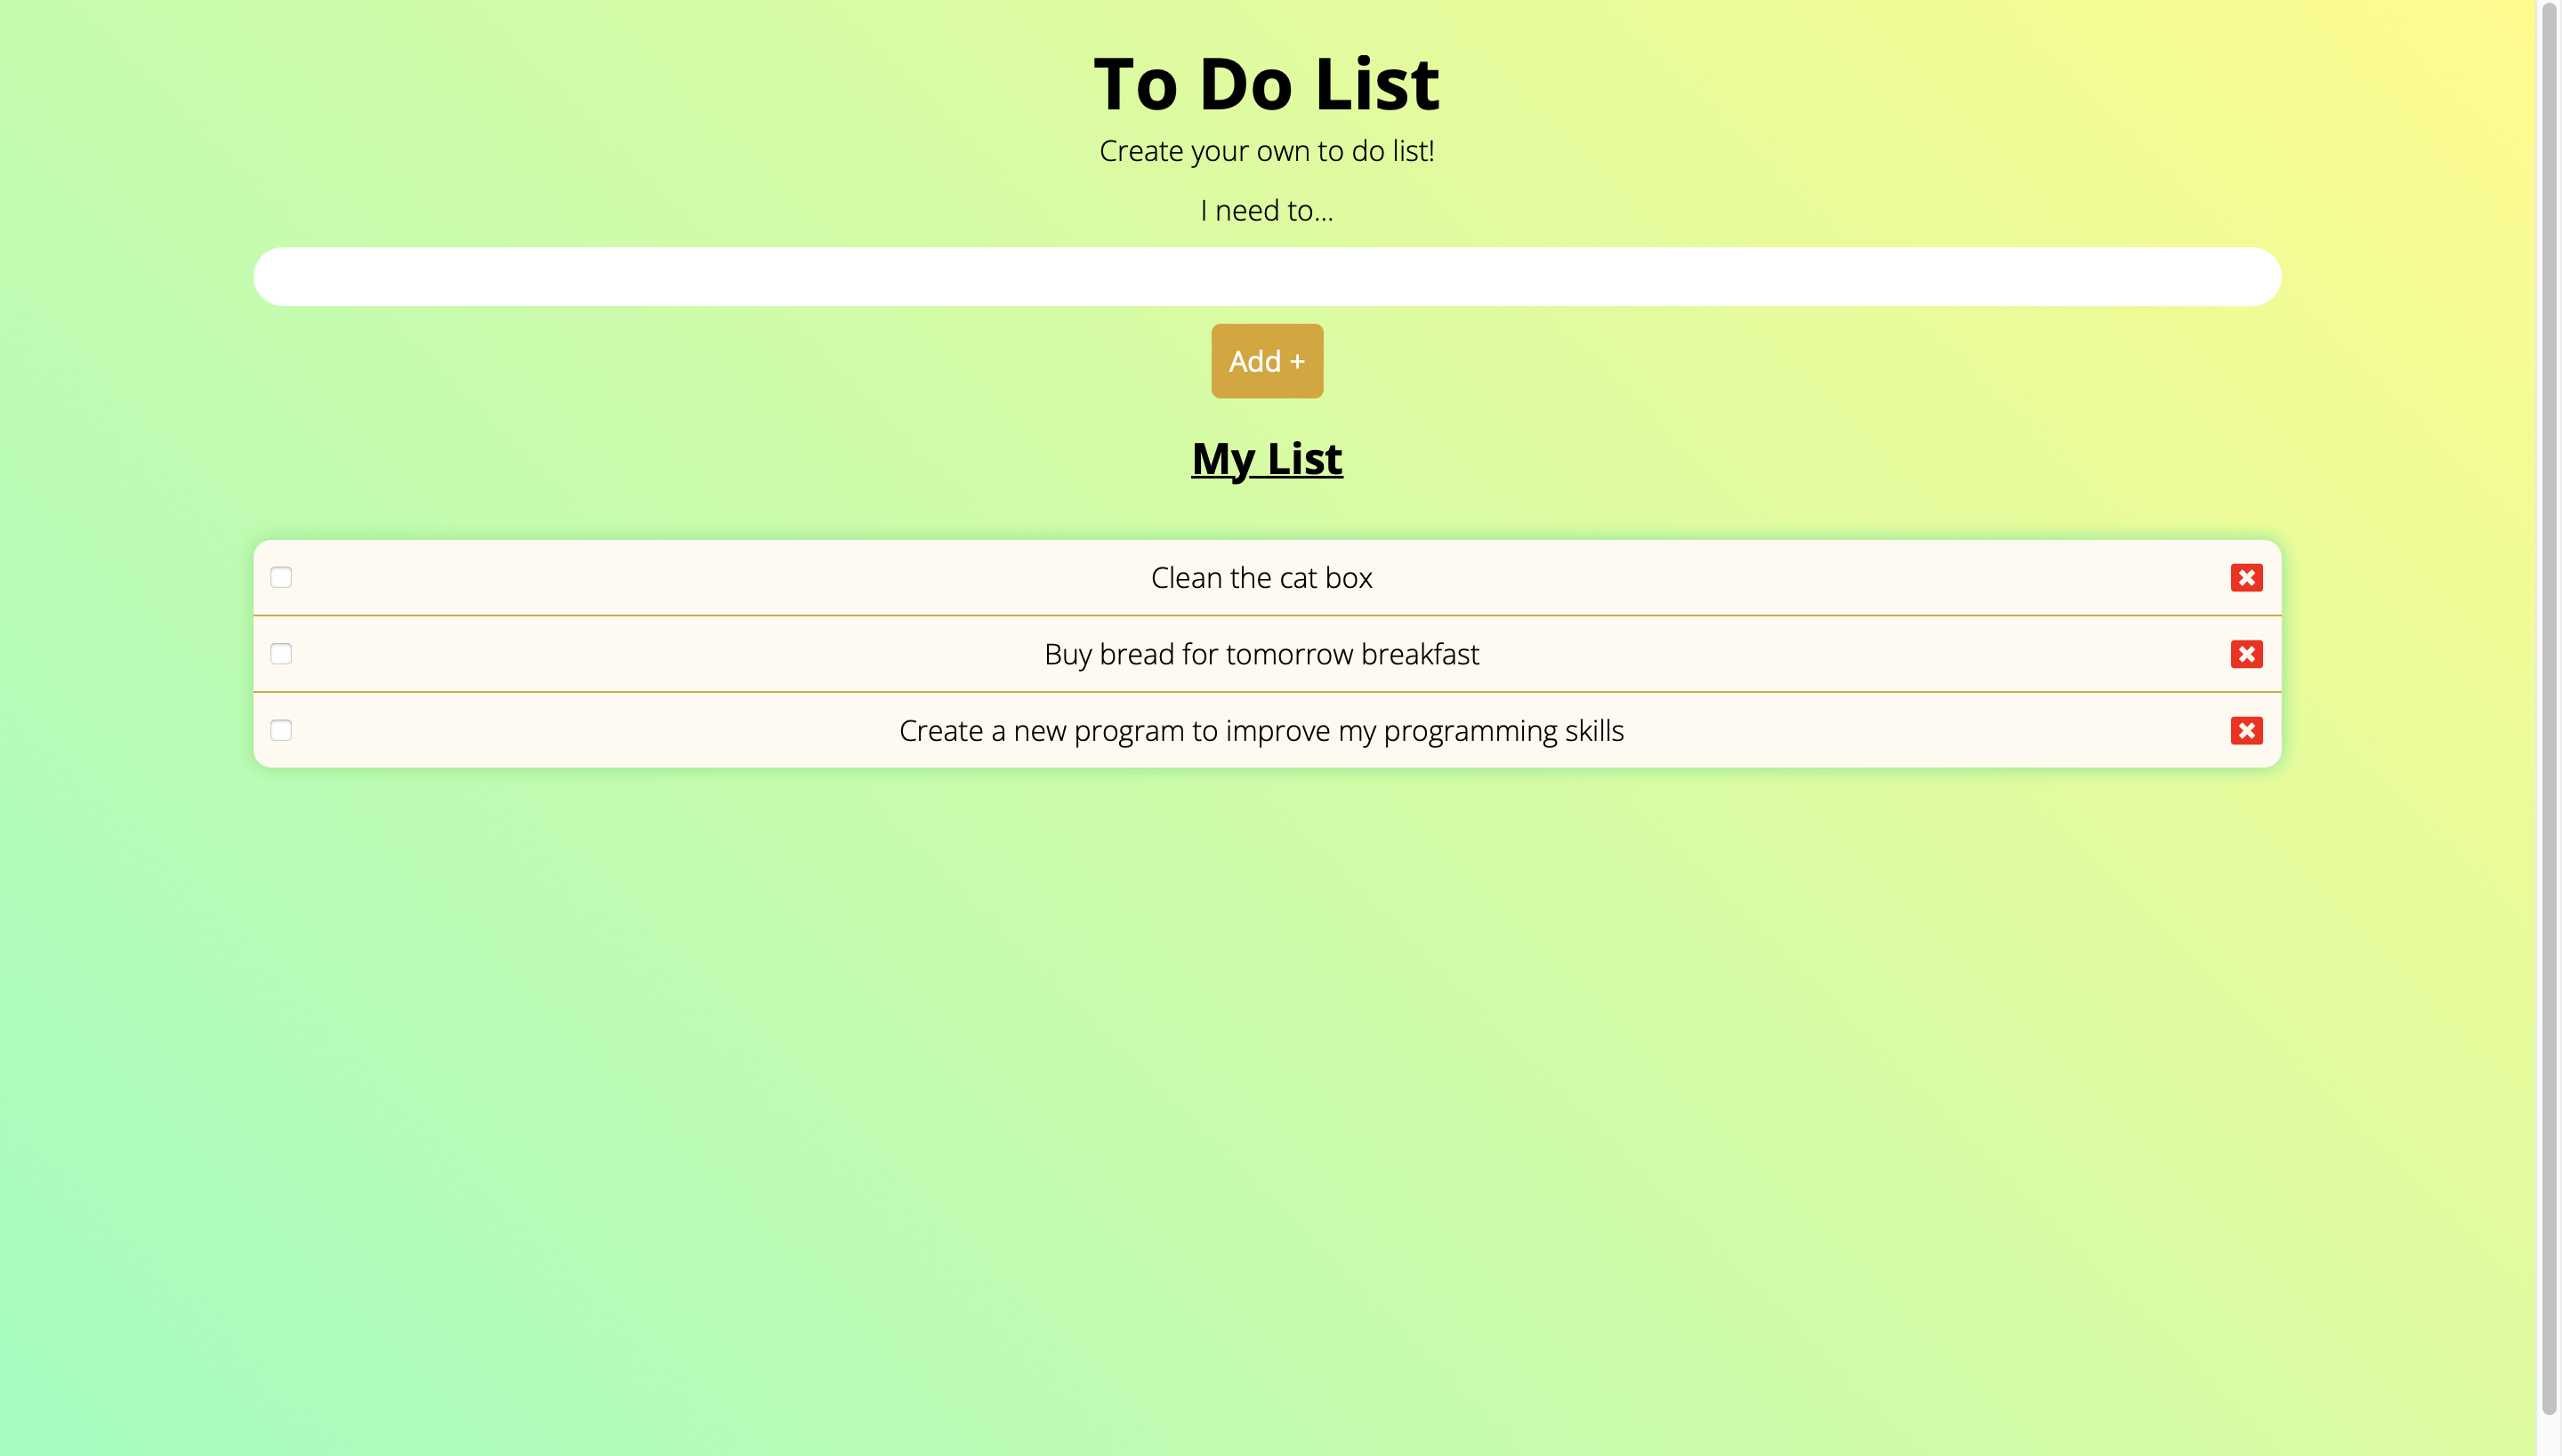 To Do List
Create your own to do list!
I need to...
Add +
My List
Clean the cat box
Buy bread for tomorrow breakfast
Create a new program to improve my programming skills